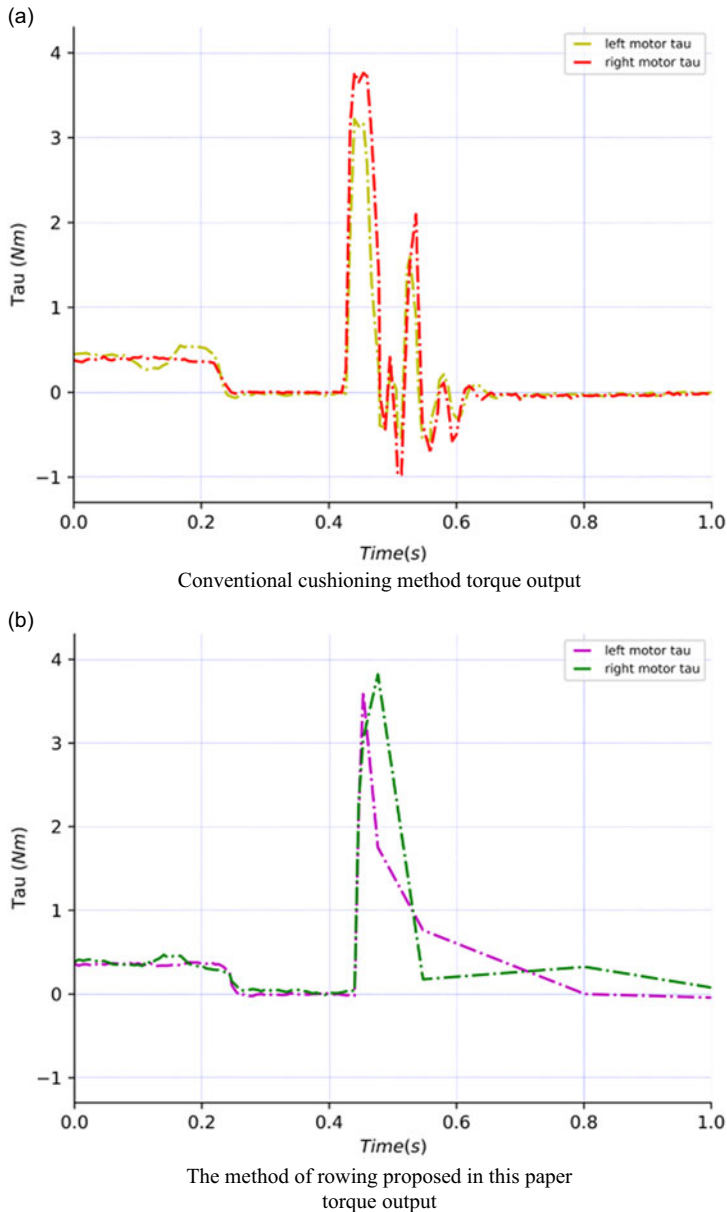 (a)
left motor tau
right motor tau
4
3
2
1
0
−1
Tau (Nm)
0.0 0.2 0.4 0.6 0.8 1.0
Time(s)
Conventional cushioning method torque output
(b)
left motor tau
right motor tau
4
3
2
1
0
−1
Tau (Nm)
0.0 0.2 0.4 0.6 0.8 1.0
Time(s)
The method of rowing proposed in this paper
torque output